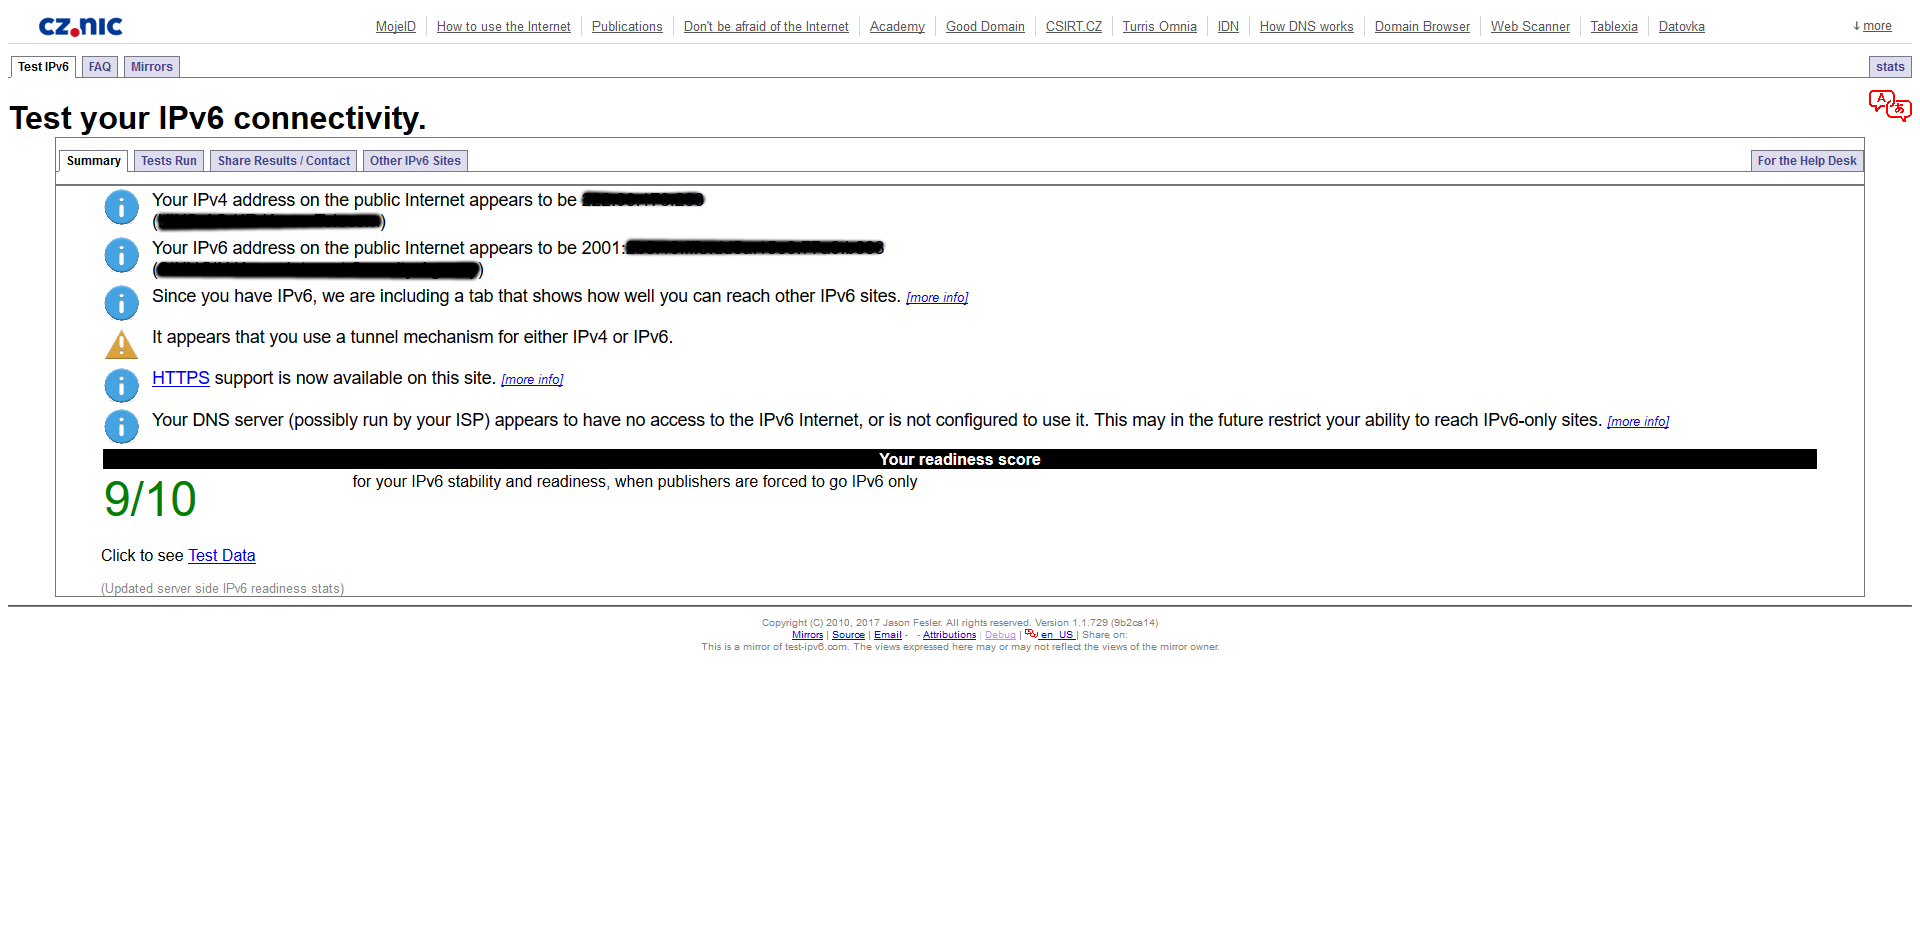 CZ.NIC
MojeID How to use the Internet Publications Don't be afraid of the Internet Academy Good Domain CSIRT.CZ Turris Omnia IDN How DNS works Domain Browser Web Scanner Tablexia Datovka ↓ more
Test IPv6 FAQ Mirrors stats
Test your IPv6 connectivity.
Summary Tests Run Share Results / Contact Other IPv6 Sites For the Help Desk
Your IPv4 address on the public Internet appears to be
( )
Your IPv6 address on the public Internet appears to be 2001:
( )
Since you have IPv6, we are including a tab that shows how well you can reach other IPv6 sites. [more info]
It appears that you use a tunnel mechanism for either IPv4 or IPv6.
HTTPS support is now available on this site. [more info]
Your DNS server (possibly run by your ISP) appears to have no access to the IPv6 Internet, or is not configured to use it. This may in the future restrict your ability to reach IPv6-only sites. [more info]
Your readiness score
9/10 for your IPv6 stability and readiness, when publishers are forced to go IPv6 only
Click to see Test Data
(Updated server side IPv6 readiness stats)
Copyright (C) 2010, 2017 Jason Fesler. All rights reserved. Version 1.1.729 (9b2ca14)
Mirrors | Source | Email - - Attributions | Debug | en_US | Share on:
This is a mirror of test-ipv6.com. The views expressed here may or may not reflect the views of the mirror owner.